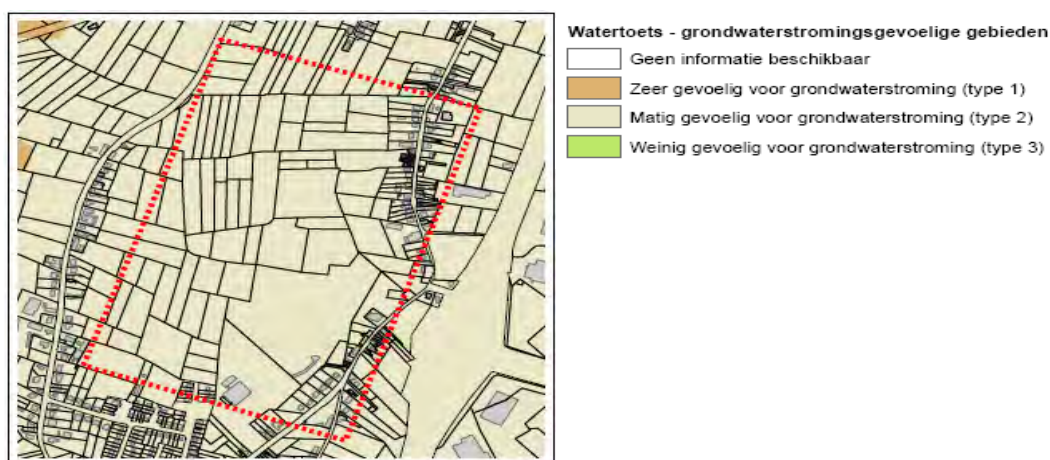 Watertoets - grondwaterstromingsgevoelige gebieden
Geen informatie beschikbaar
Zeer gevoelig voor grondwaterstroming (type 1)
Matig gevoelig voor grondwaterstroming (type 2)
Weinig gevoelig voor grondwaterstroming (type 3)